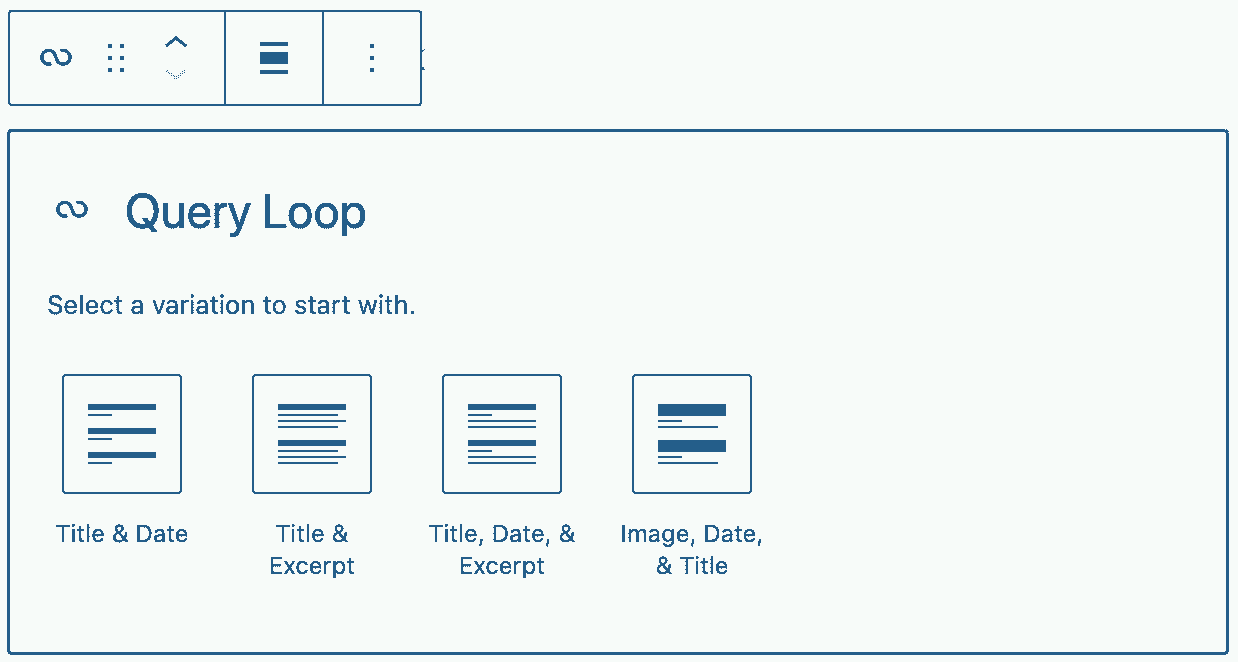 Query Loop
Select a variation to start with.
Title & Date
Title &
Excerpt
Title, Date, &
Excerpt
Image, Date,
& Title